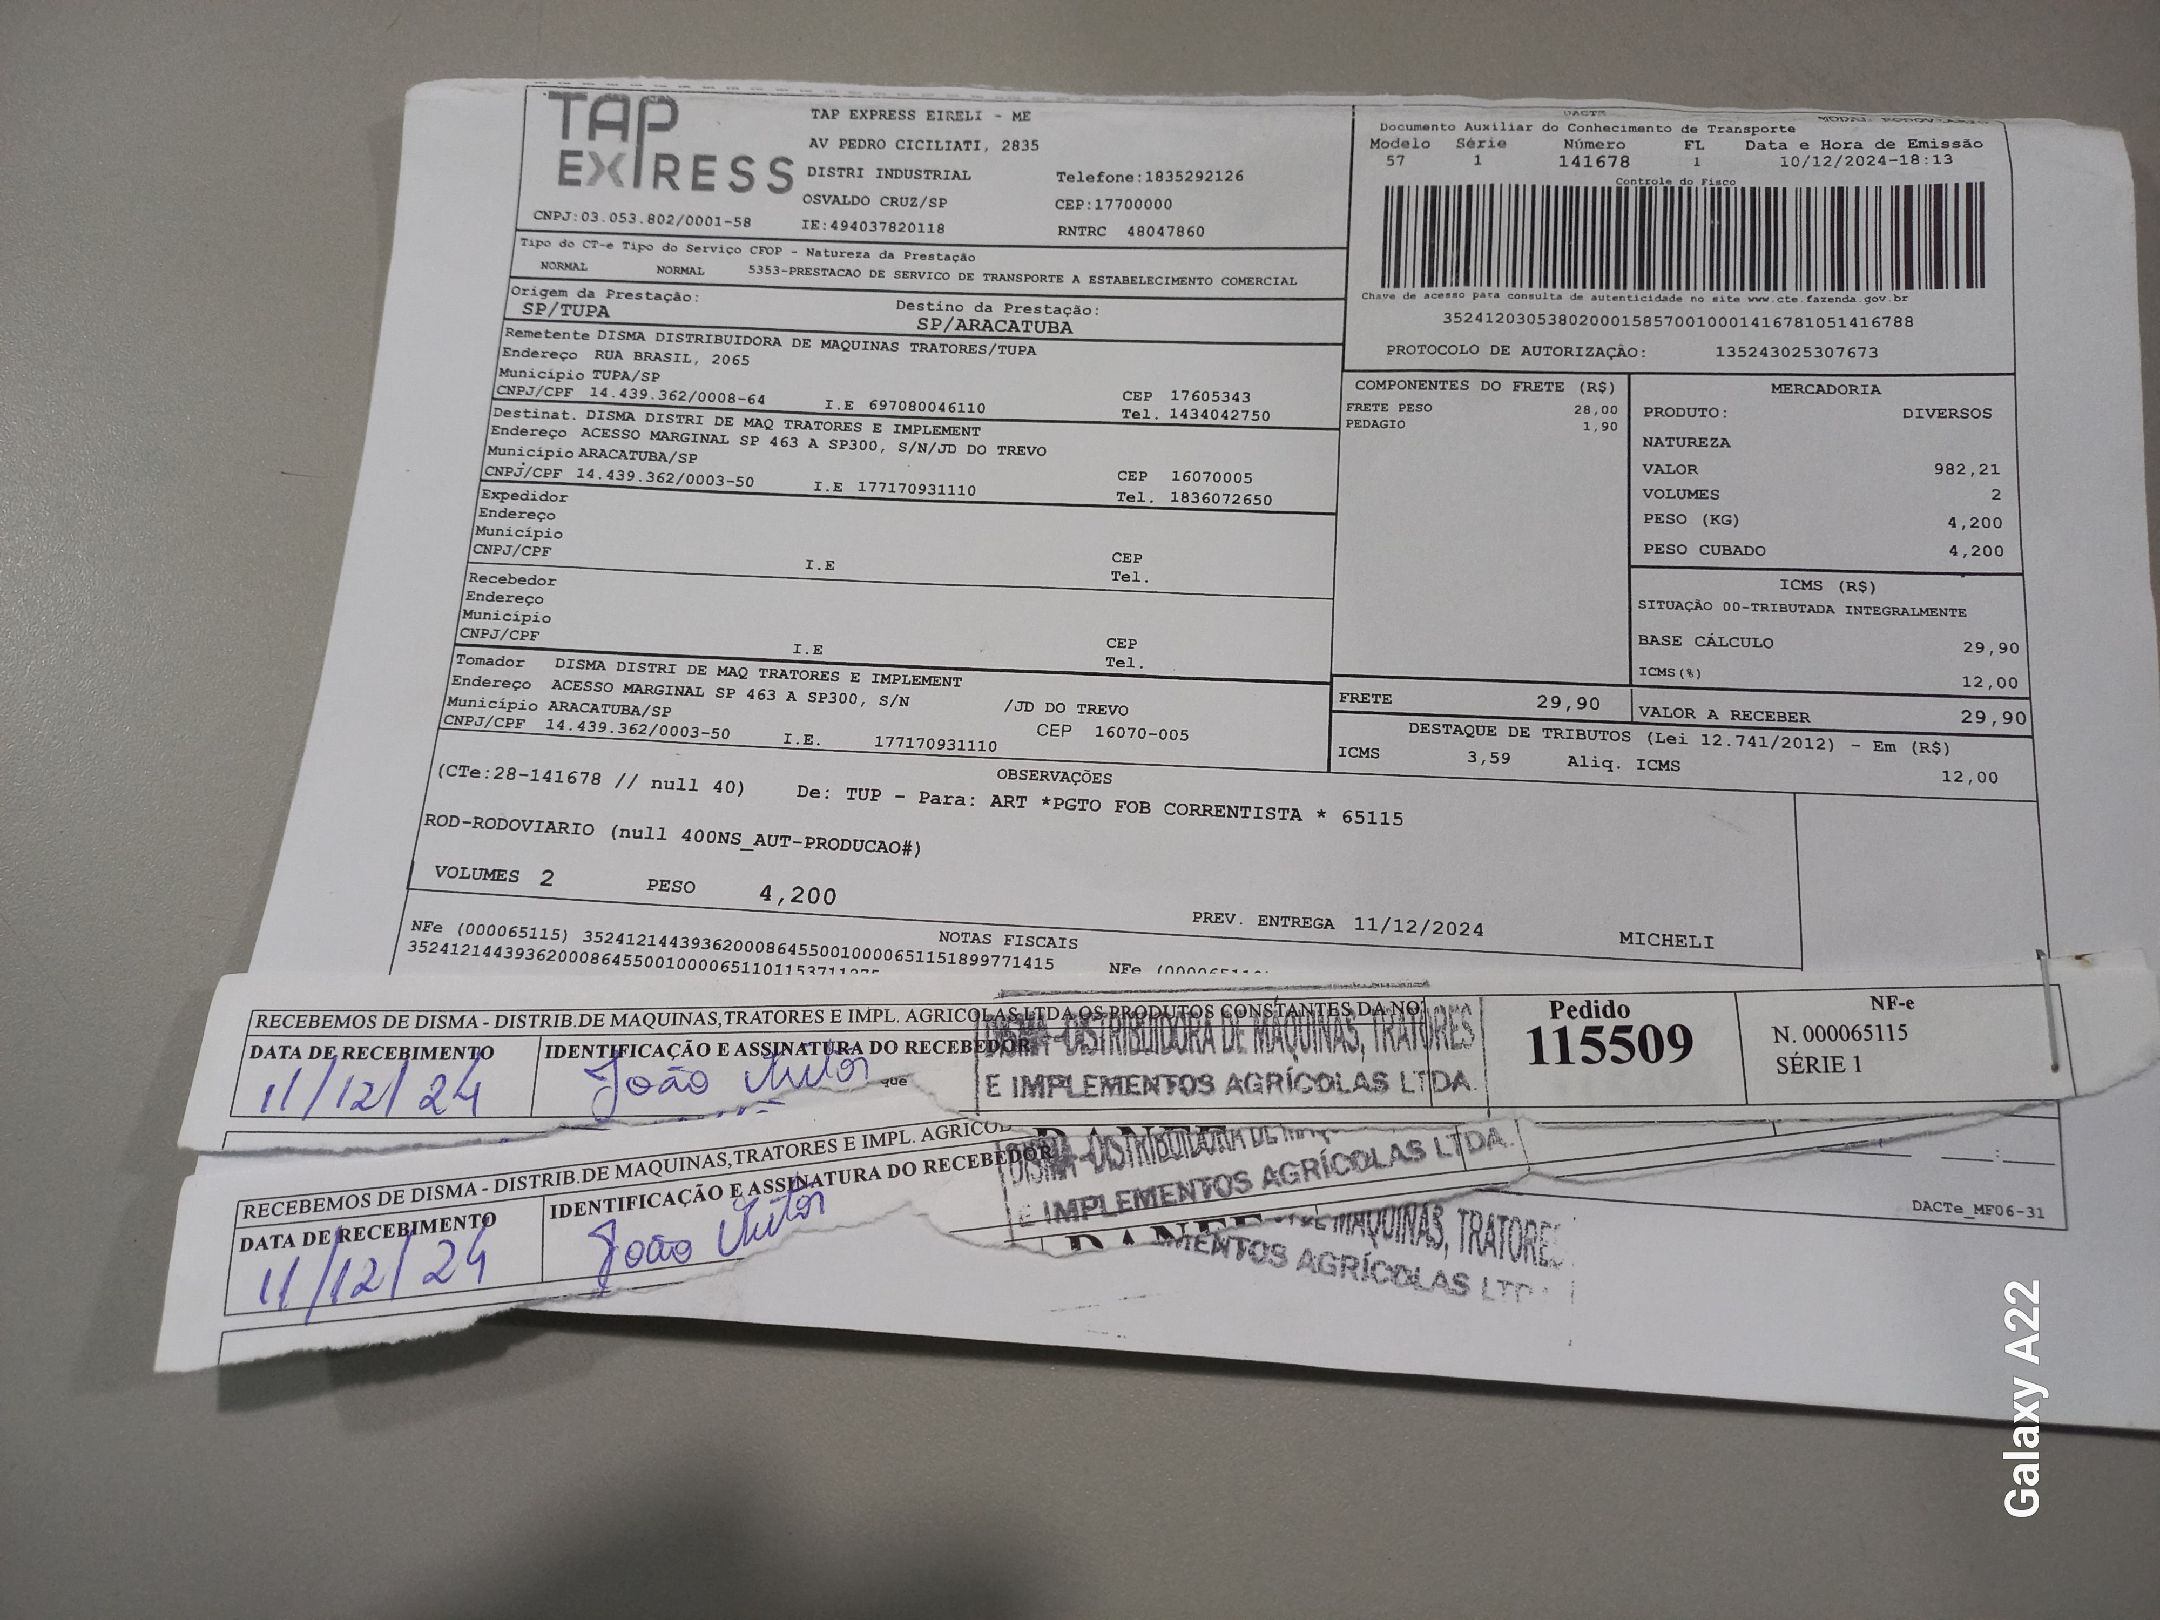 TAP EXPRESS
TAP EXPRESS EIRELI - ME
AV PEDRO CICILIATI, 2835
DISTRI INDUSTRIAL Telefone:1835292126
OSVALDO CRUZ/SP CEP:17700000
CNPJ:03.053.802/0001-58 IE:494037820118 RNTRC 48047860
DACTE MODAL RODOVIARIO
Documento Auxiliar do Conhecimento de Transporte
Modelo Série Número FL Data e Hora de Emissão
57 1 141678 1 10/12/2024-18:13
Controle do Fisco
Chave de acesso para consulta de autenticidade no site www.cte.fazenda.gov.br
35241203053802000158570010001416781051416788
PROTOCOLO DE AUTORIZAÇÃO: 135243025307673
Tipo do CT-e Tipo do Serviço CFOP - Natureza da Prestação
NORMAL NORMAL 5353-PRESTACAO DE SERVICO DE TRANSPORTE A ESTABELECIMENTO COMERCIAL
Origem da Prestação: Destino da Prestação:
SP/TUPA SP/ARACATUBA
Remetente DISMA DISTRIBUIDORA DE MAQUINAS TRATORES/TUPA
Endereço RUA BRASIL, 2065
Município TUPA/SP CEP 17605343
CNPJ/CPF 14.439.362/0008-64 I.E 697080046110 Tel. 1434042750
Destinat. DISMA DISTRI DE MAQ TRATORES E IMPLEMENT
Endereço ACESSO MARGINAL SP 463 A SP300, S/N/JD DO TREVO
Município ARACATUBA/SP CEP 16070005
CNPJ/CPF 14.439.362/0003-50 I.E 177170931110 Tel. 1836072650
Expedidor
Endereço
Município
CNPJ/CPF I.E CEP
Tel.
Recebedor
Endereço
Município
CNPJ/CPF I.E CEP
Tel.
Tomador DISMA DISTRI DE MAQ TRATORES E IMPLEMENT
Endereço ACESSO MARGINAL SP 463 A SP300, S/N /JD DO TREVO
Município ARACATUBA/SP CEP 16070-005
CNPJ/CPF 14.439.362/0003-50 I.E. 177170931110
COMPONENTES DO FRETE (R$)
FRETE PESO 28,00
PEDAGIO 1,90
MERCADORIA
PRODUTO: DIVERSOS
NATUREZA
VALOR 982,21
VOLUMES 2
PESO (KG) 4,200
PESO CUBADO 4,200
ICMS (R$)
SITUAÇÃO 00-TRIBUTADA INTEGRALMENTE
BASE CÁLCULO 29,90
ICMS(%) 12,00
FRETE 29,90 VALOR A RECEBER 29,90
DESTAQUE DE TRIBUTOS (Lei 12.741/2012) - Em (R$)
ICMS 3,59 Aliq. ICMS 12,00
OBSERVAÇÕES
(CTe:28-141678 // null 40) De: TUP - Para: ART *PGTO FOB CORRENTISTA * 65115
ROD-RODOVIARIO (null 400NS_AUT-PRODUCAO#)
VOLUMES 2 PESO 4,200
PREV. ENTREGA 11/12/2024 MICHELI
NOTAS FISCAIS
NFe (000065115) 35241214439362000864550010000651151899771415 NFe
RECEBEMOS DE DISMA - DISTRIB.DE MAQUINAS,TRATORES E IMPL. AGRICOLAS LTDA OS PRODUTOS CONSTANTES DA NO
DATA DE RECEBIMENTO IDENTIFICAÇÃO E ASSINATURA DO RECEBEDOR
11/12/24 João Vitor que
DISMA-DISTRIBUIDORA DE MAQUINAS, TRATORES
E IMPLEMENTOS AGRÍCOLAS LTDA.
Pedido
115509
NF-e
N. 000065115
SÉRIE 1
RECEBEMOS DE DISMA - DISTRIB.DE MAQUINAS,TRATORES E IMPL.
DATA DE RECEBIMENTO IDENTIFICAÇÃO E ASSINATURA DO RECEBEDOR
11/12/24 João Vitor
DISMA-DISTRIBUIDORA DE
E IMPLEMENTOS AGRÍCOLAS LTDA.
MAQUINAS,
AGRÍCOLAS
DACTe_MF06-31
Galaxy A22